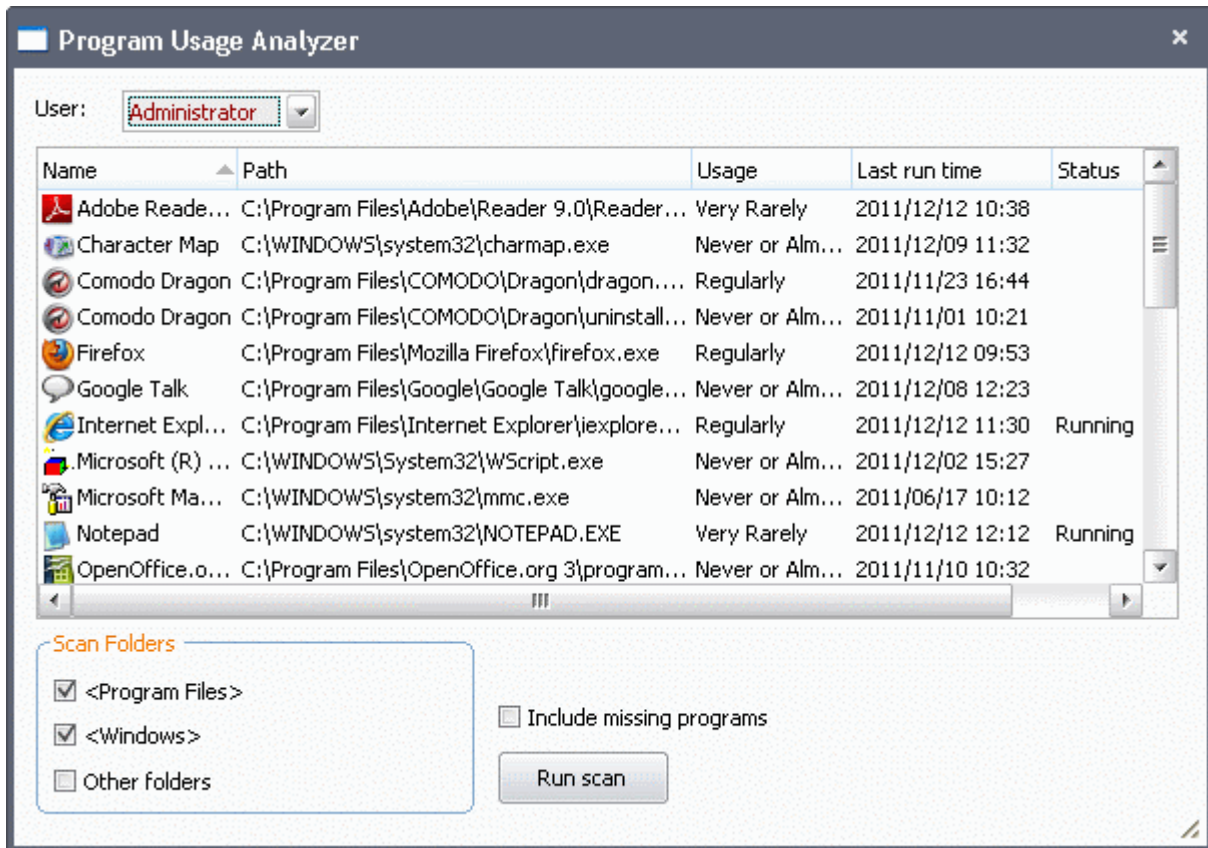 Program Usage Analyzer
User: Administrator
Name Path Usage Last run time Status
Adobe Reade... C:\Program Files\Adobe\Reader 9.0\Reader... Very Rarely 2011/12/12 10:38
Character Map C:\WINDOWS\system32\charmap.exe Never or Alm... 2011/12/09 11:32
Comodo Dragon C:\Program Files\COMODO\Dragon\dragon.... Regularly 2011/11/23 16:44
Comodo Dragon C:\Program Files\COMODO\Dragon\uninstall... Never or Alm... 2011/11/01 10:21
Firefox C:\Program Files\Mozilla Firefox\firefox.exe Regularly 2011/12/12 09:53
Google Talk C:\Program Files\Google\Google Talk\google... Never or Alm... 2011/12/08 12:23
Internet Expl... C:\Program Files\Internet Explorer\iexplore... Regularly 2011/12/12 11:30 Running
Microsoft (R) ... C:\WINDOWS\System32\WScript.exe Never or Alm... 2011/12/02 15:27
Microsoft Ma... C:\WINDOWS\system32\mmc.exe Never or Alm... 2011/06/17 10:12
Notepad C:\WINDOWS\system32\NOTEPAD.EXE Very Rarely 2011/12/12 12:12 Running
OpenOffice.o... C:\Program Files\OpenOffice.org 3\program... Never or Alm... 2011/11/10 10:32
Scan Folders
<Program Files>
<Windows>
Other folders
Include missing programs
Run scan